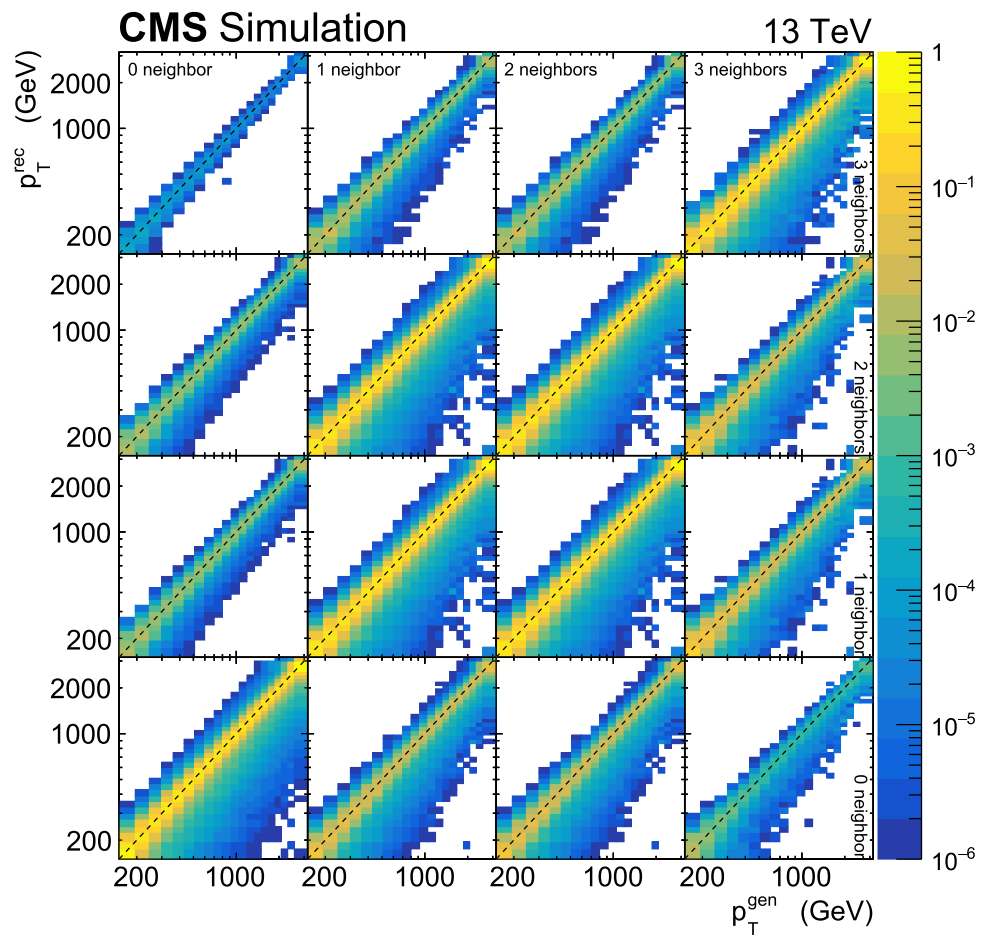 CMS Simulation 13 TeV
p_T^rec (GeV)
0 neighbor 1 neighbor 2 neighbors 3 neighbors
3 neighbors
2 neighbors
1 neighbor
0 neighbor
2000
1000
200
2000
1000
200
2000
1000
200
2000
1000
200
200 1000 200 1000 200 1000 200 1000
p_T^gen (GeV)
1
10^−1
10^−2
10^−3
10^−4
10^−5
10^−6